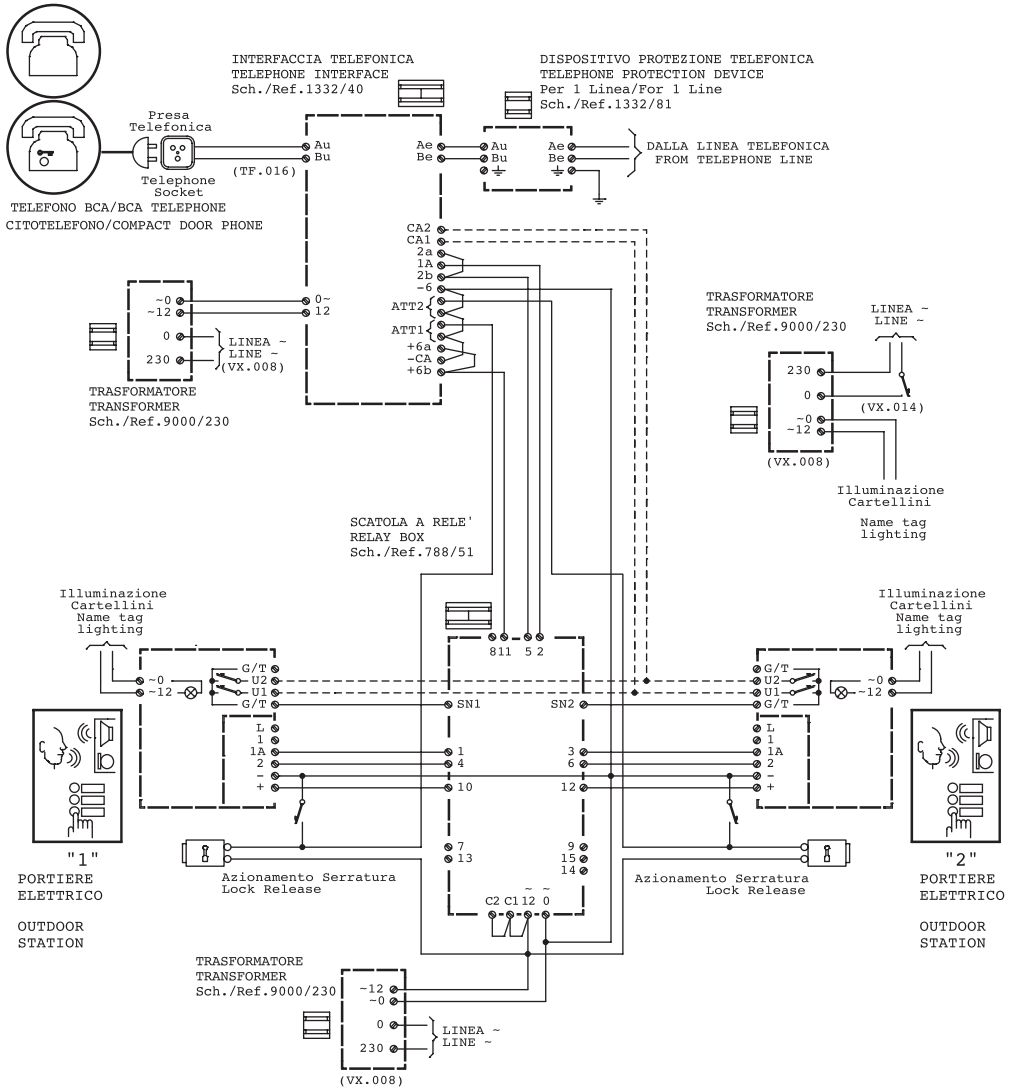 INTERFACCIA TELEFONICA
TELEPHONE INTERFACE
Sch./Ref.1332/40
DISPOSITIVO PROTEZIONE TELEFONICA
TELEPHONE PROTECTION DEVICE
Per 1 Linea/For 1 Line
Sch./Ref.1332/81
Presa
Telefonica
Au
Bu
Ae
Be
Au
Bu
Ae
Be
DALLA LINEA TELEFONICA
FROM TELEPHONE LINE
(TF.016)
Telephone
Socket
TELEFONO BCA/BCA TELEPHONE
CITOTELEFONO/COMPACT DOOR PHONE
CA2
CA1
2a
1A
2b
-6
ATT2
ATT1
+6a
-CA
+6b
0~
12
~0
~12
0
230
LINEA ~
LINE ~
(VX.008)
TRASFORMATORE
TRANSFORMER
Sch./Ref.9000/230
TRASFORMATORE
TRANSFORMER
Sch./Ref.9000/230
LINEA ~
LINE ~
230
0
~0
~12
(VX.014)
(VX.008)
Illuminazione
Cartellini
Name tag
lighting
SCATOLA A RELE'
RELAY BOX
Sch./Ref.788/51
Illuminazione
Cartellini
Name tag
lighting
Illuminazione
Cartellini
Name tag
lighting
8 11 5 2
~0
~12
G/T
U2
U1
G/T
L
1
1A
2
-
+
SN1
SN2
1
4
10
3
6
12
7
13
9
15
14
C2 C1 ~12 ~0
G/T
U2
U1
G/T
L
1
1A
2
-
+
~0
~12
"1"
PORTIERE
ELETTRICO
OUTDOOR
STATION
Azionamento Serratura
Lock Release
Azionamento Serratura
Lock Release
"2"
PORTIERE
ELETTRICO
OUTDOOR
STATION
TRASFORMATORE
TRANSFORMER
Sch./Ref.9000/230
~12
~0
0
230
LINEA ~
LINE ~
(VX.008)